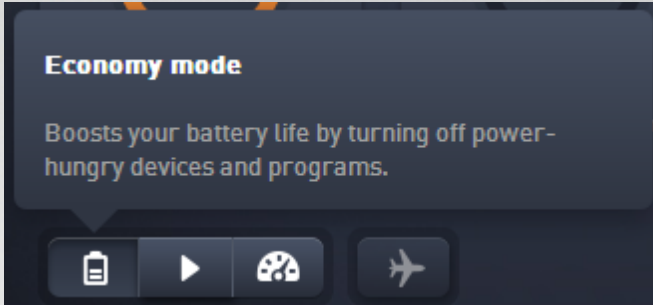 Economy mode
Boosts your battery life by turning off power-
hungry devices and programs.